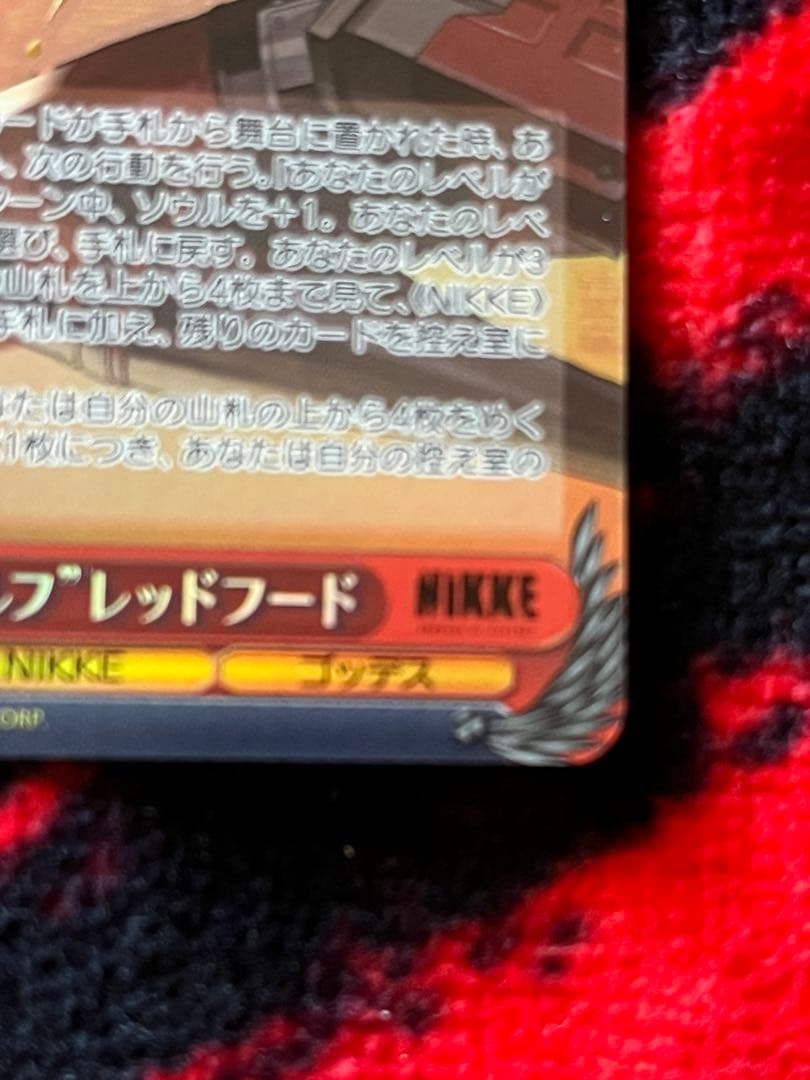 ードが手札から舞台に置かれた時、あ
、次の行動を行う。『あなたのレベルが
ターン中、ソウルを+1。あなたのレベ
選び、手札に戻す。あなたのレベルが3
の山札を上から4枚まで見て、《NIKKE》
手札に加え、残りのカードを控え室に
なたは自分の山札の上から4枚をめく
1枚につき、あなたは自分の控え室の
ルフ”レッドフード
NIKKE
NIKKE
ゴッデス
CORP.